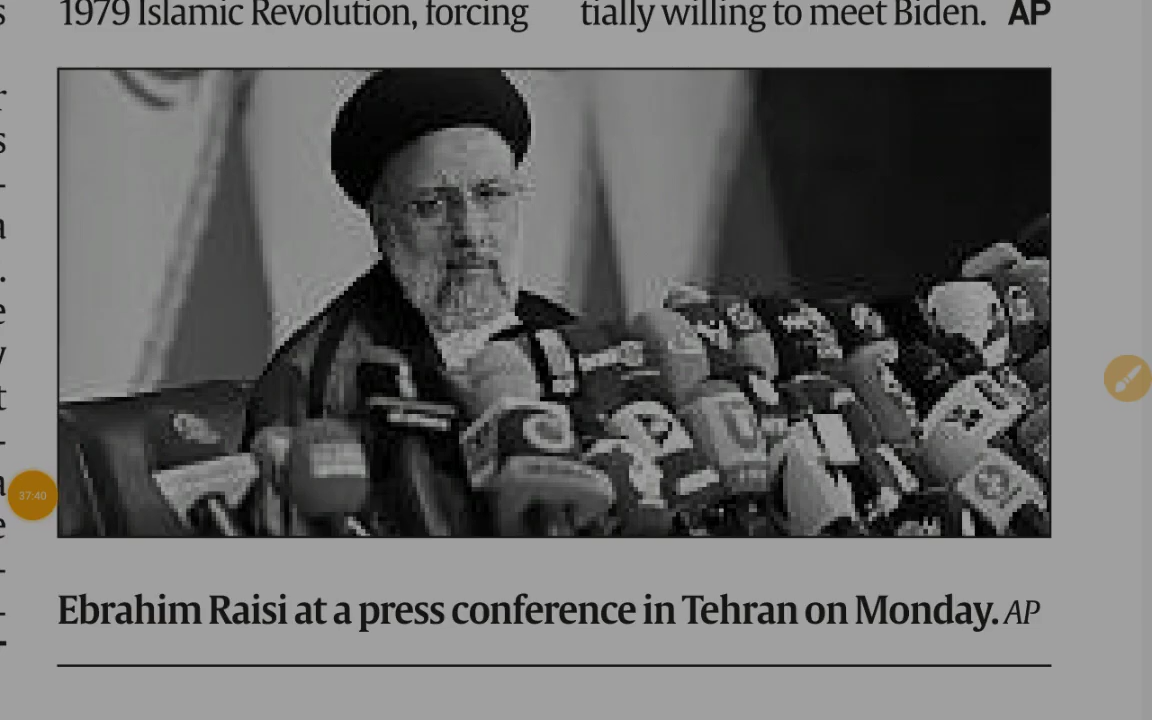 s
1979 Islamic Revolution, forcing
tially willing to meet Biden. AP
r
s
-
a
.
e
y
t
-
a
e
-
-
-
37:40
Ebrahim Raisi at a press conference in Tehran on Monday. AP